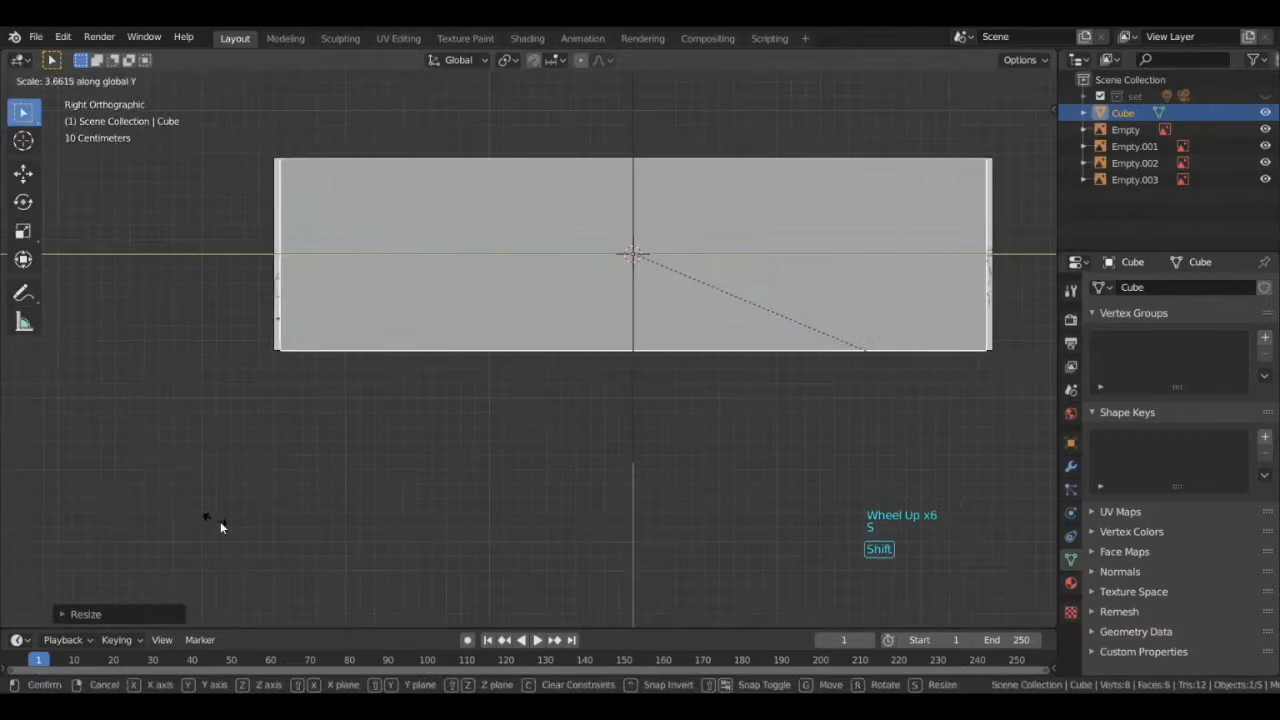 File Edit Render Window Help Layout Modeling Sculpting UV Editing Texture Paint Shading Animation Rendering Compositing Scripting + Scene View Layer
Global Options
Scale: 3.6615 along global Y
Right Orthographic
(1) Scene Collection | Cube
10 Centimeters
Scene Collection
set
Cube
Empty
Empty.001
Empty.002
Empty.003
Cube Cube
Cube
Vertex Groups
Shape Keys
UV Maps
Vertex Colors
Face Maps
Normals
Texture Space
Remesh
Geometry Data
Custom Properties
Wheel Up x6
S
Shift
Resize
Playback Keying View Marker 1 Start 1 End 250
1 10 20 30 40 50 60 70 80 90 100 110 120 130 140 150 160 170 180 190 200 210 220 230 240 250
Confirm Cancel X X axis Y Y axis Z Z axis X X plane Y Y plane Z Z plane C Clear Constraints Snap Invert Snap Toggle G Move R Rotate S Resize Scene Collection | Cube | Verts:8 | Faces:6 | Tris:12 | Objects:1/5 |